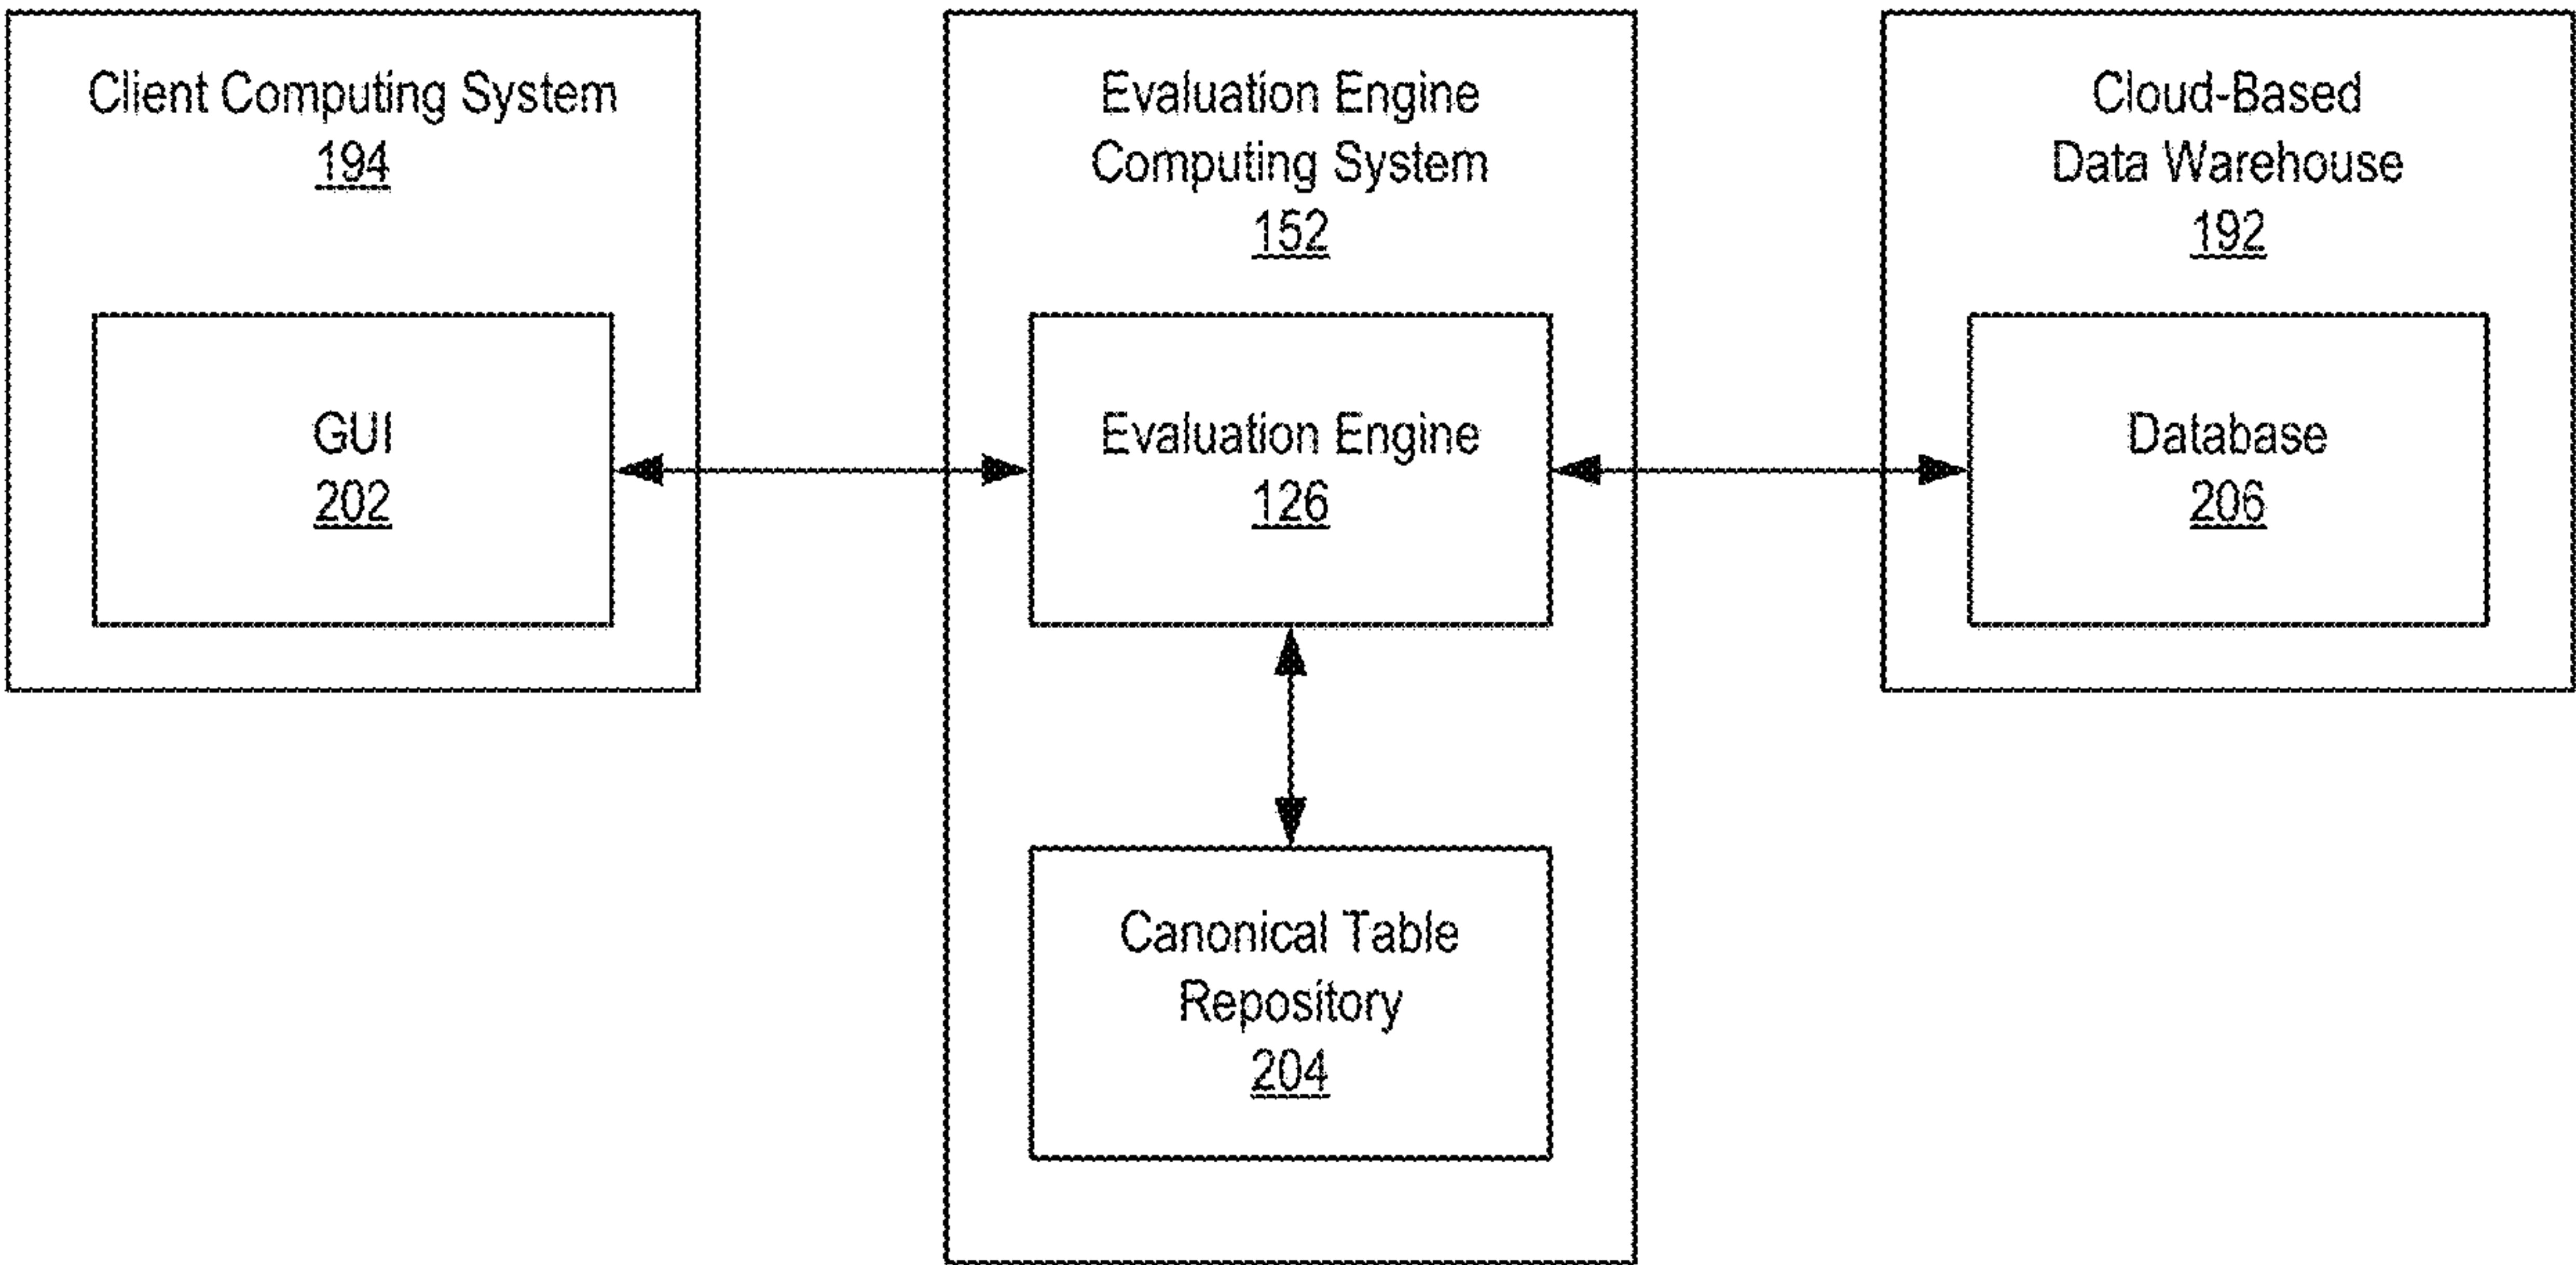 Client Computing System
194
GUI
202
Evaluation Engine
Computing System
152
Evaluation Engine
126
Canonical Table
Repository
204
Cloud-Based
Data Warehouse
192
Database
206